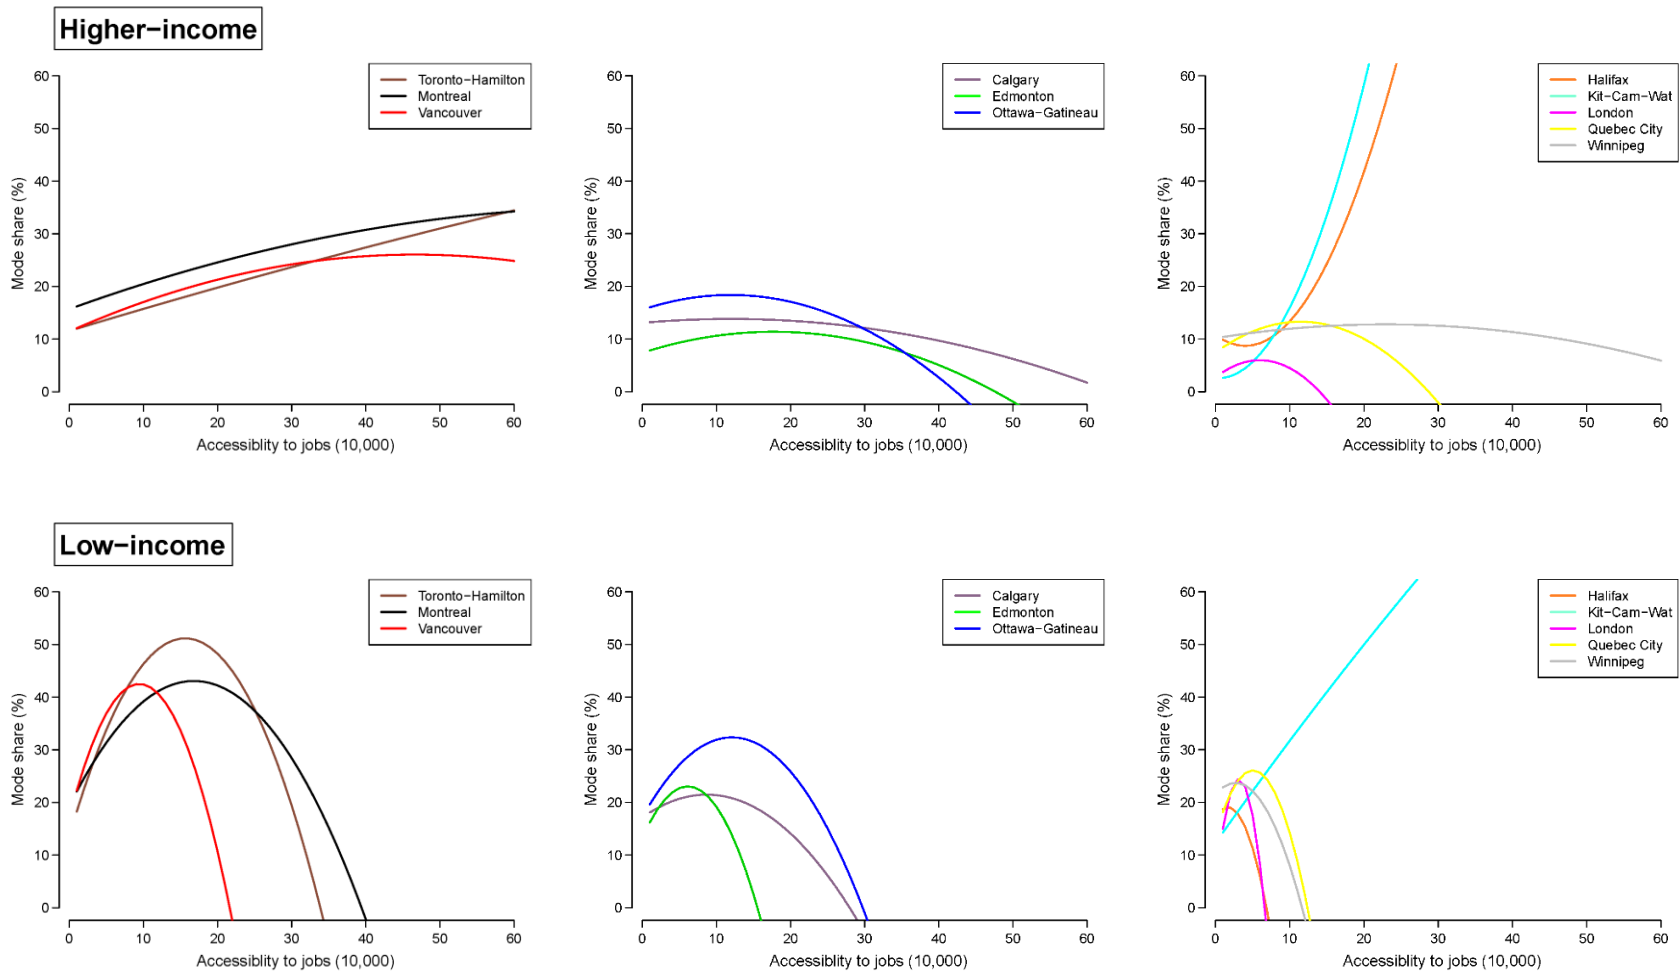 Higher−income
Toronto−Hamilton
Montreal
Vancouver
60
50
40
30
20
10
0
Mode share (%)
0 10 20 30 40 50 60
Accessiblity to jobs (10,000)
Calgary
Edmonton
Ottawa−Gatineau
60
50
40
30
20
10
0
Mode share (%)
0 10 20 30 40 50 60
Accessiblity to jobs (10,000)
Halifax
Kit−Cam−Wat
London
Quebec City
Winnipeg
60
50
40
30
20
10
0
Mode share (%)
0 10 20 30 40 50 60
Accessiblity to jobs (10,000)
Low−income
Toronto−Hamilton
Montreal
Vancouver
60
50
40
30
20
10
0
Mode share (%)
0 10 20 30 40 50 60
Accessiblity to jobs (10,000)
Calgary
Edmonton
Ottawa−Gatineau
60
50
40
30
20
10
0
Mode share (%)
0 10 20 30 40 50 60
Accessiblity to jobs (10,000)
Halifax
Kit−Cam−Wat
London
Quebec City
Winnipeg
60
50
40
30
20
10
0
Mode share (%)
0 10 20 30 40 50 60
Accessiblity to jobs (10,000)